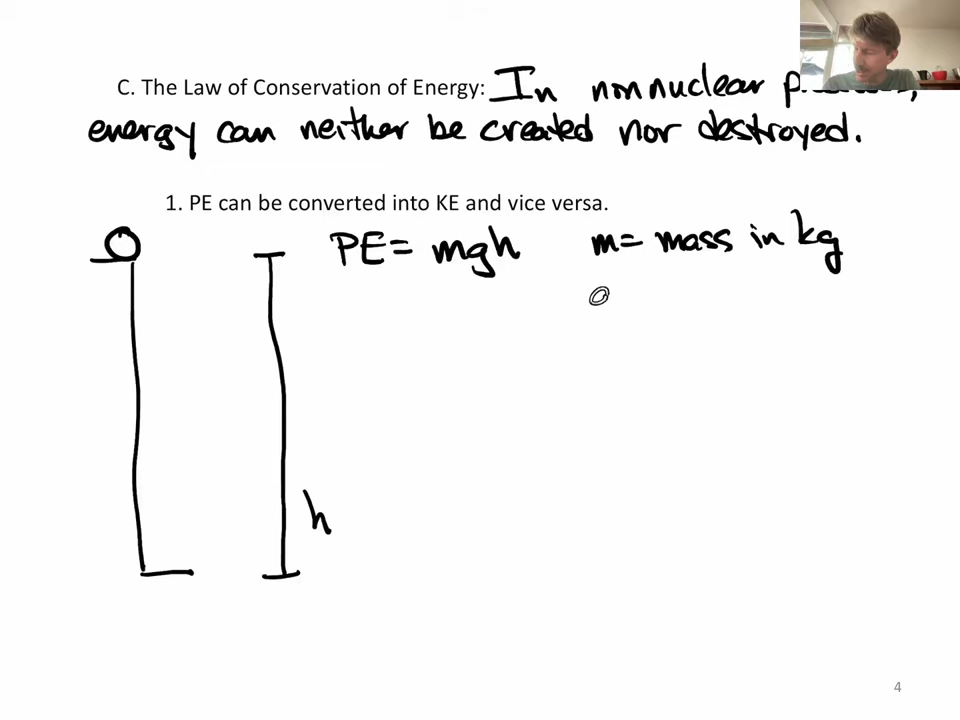 C. The Law of Conservation of Energy: In nonnuclear
energy can neither be created nor destroyed.
1. PE can be converted into KE and vice versa.
PE = mgh m = mass in kg
h
4